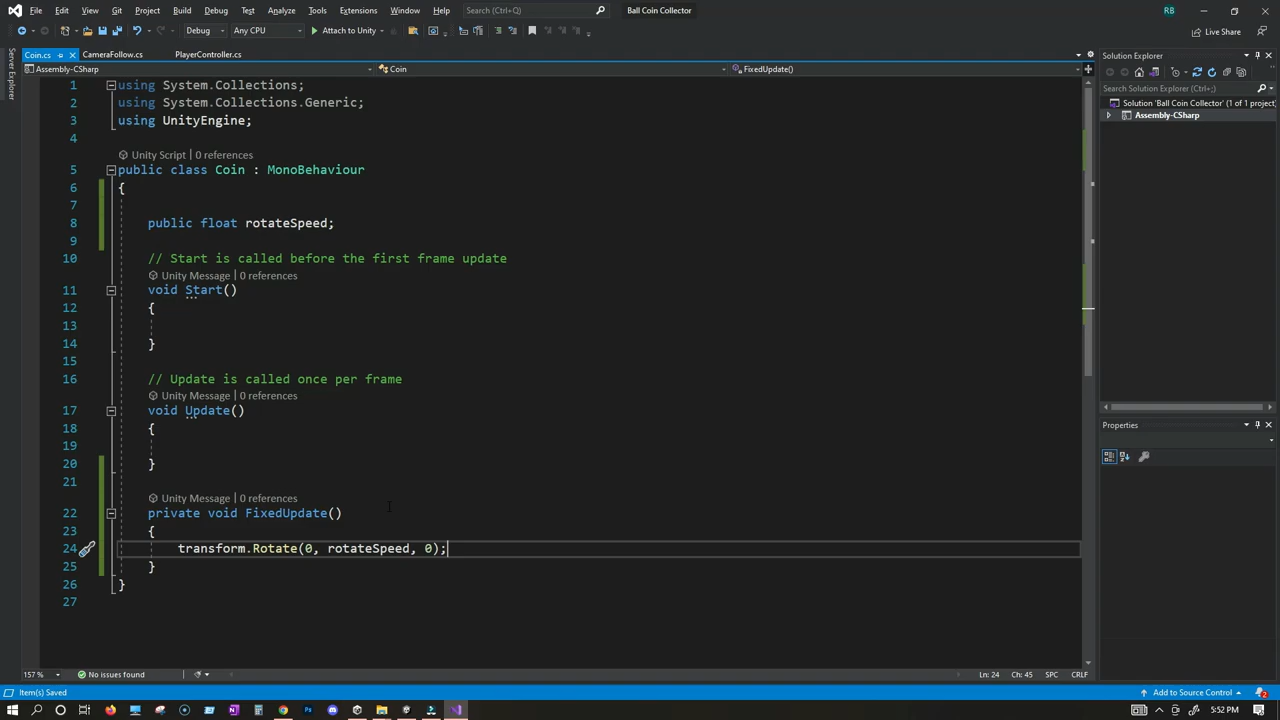 File Edit View Git Project Build Debug Test Analyze Tools Extensions Window Help Search (Ctrl+Q) Ball Coin Collector RB
Debug Any CPU Attach to Unity Live Share
Server Explorer
Coin.cs CameraFollow.cs PlayerController.cs
Assembly-CSharp Coin FixedUpdate()
1 using System.Collections;
2 using System.Collections.Generic;
3 using UnityEngine;
4
Unity Script | 0 references
5 public class Coin : MonoBehaviour
6 {
7
8 public float rotateSpeed;
9
10 // Start is called before the first frame update
Unity Message | 0 references
11 void Start()
12 {
13
14 }
15
16 // Update is called once per frame
Unity Message | 0 references
17 void Update()
18 {
19
20 }
21
Unity Message | 0 references
22 private void FixedUpdate()
23 {
24 transform.Rotate(0, rotateSpeed, 0);
25 }
26 }
27
157 % No issues found Ln: 24 Ch: 45 SPC CRLF
Solution Explorer
Search Solution Explorer (Ctrl+;)
Solution 'Ball Coin Collector' (1 of 1 project)
Assembly-CSharp
Properties
Item(s) Saved Add to Source Control 2
5:52 PM